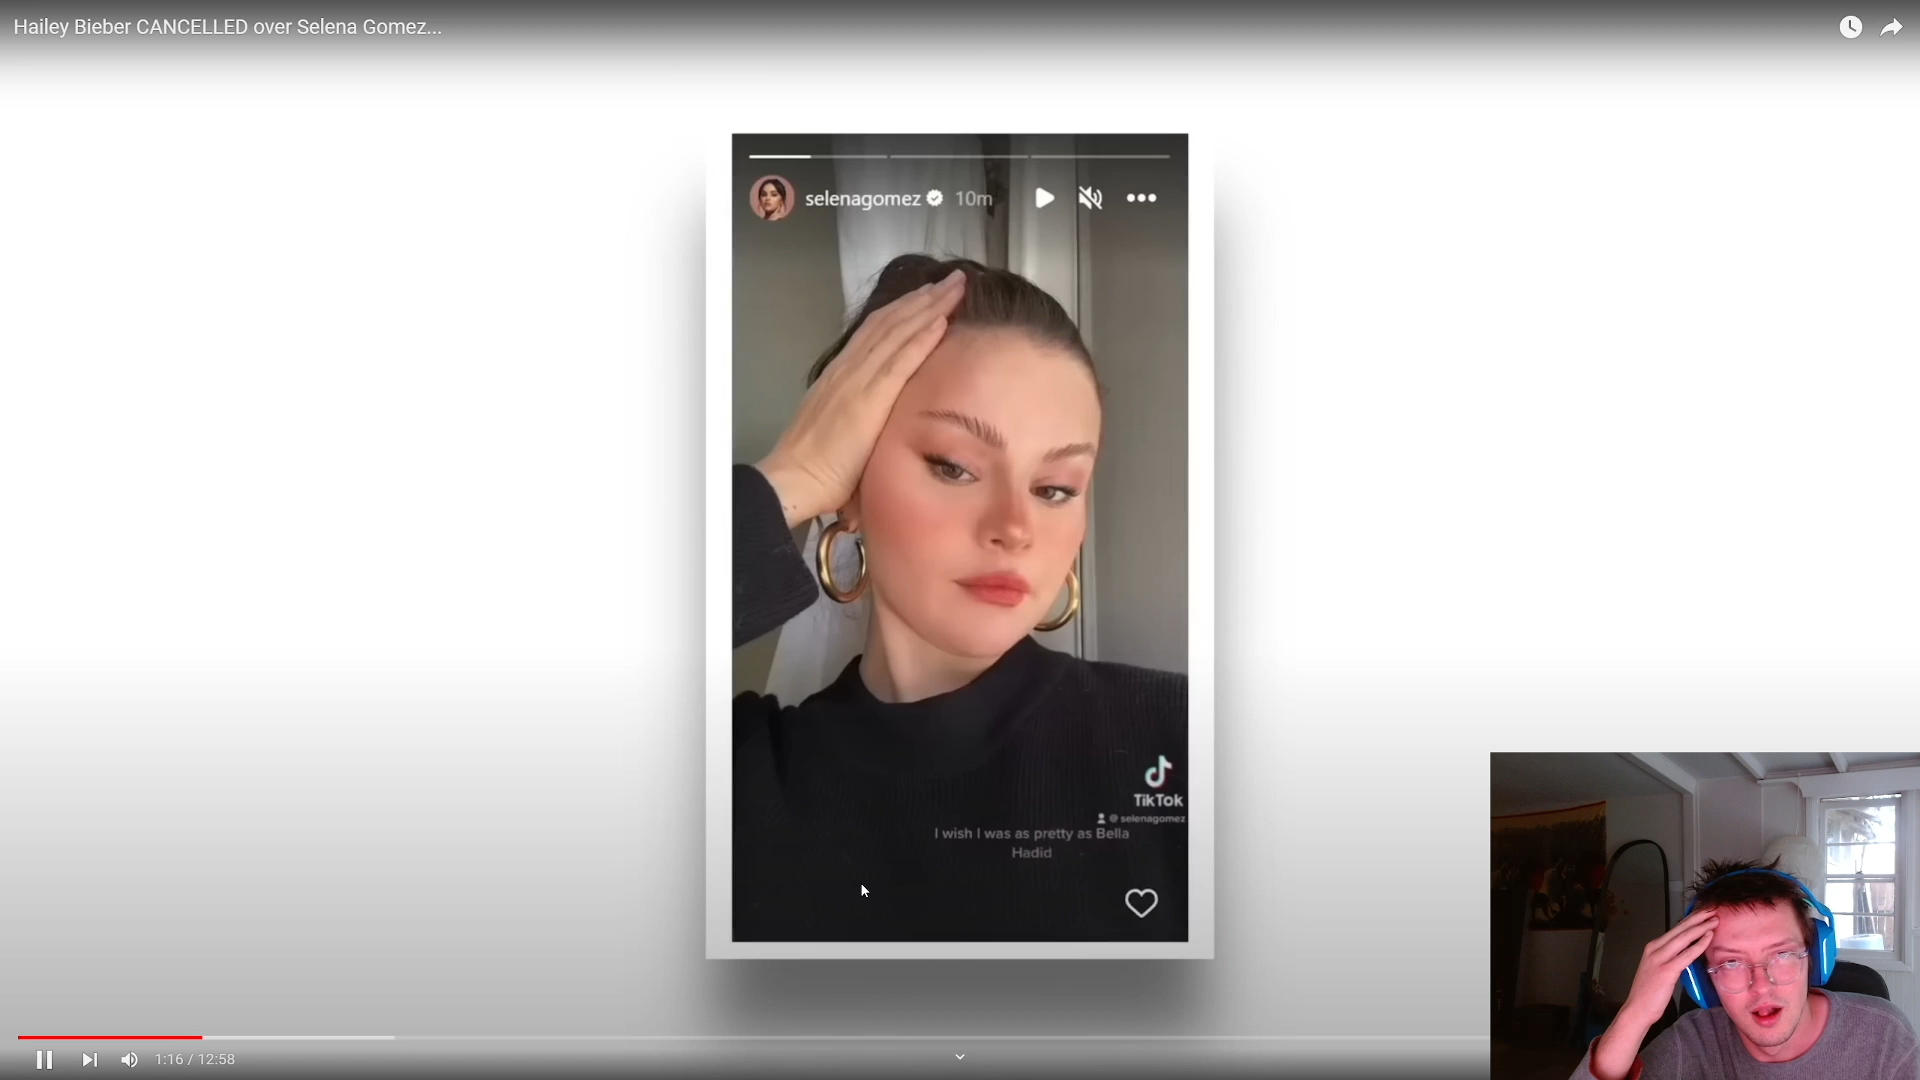 Hailey Bieber CANCELLED over Selena Gomez...
selenagomez 10m
TikTok
@ selenagomez
I wish I was as pretty as Bella
Hadid
1:16 / 12:58